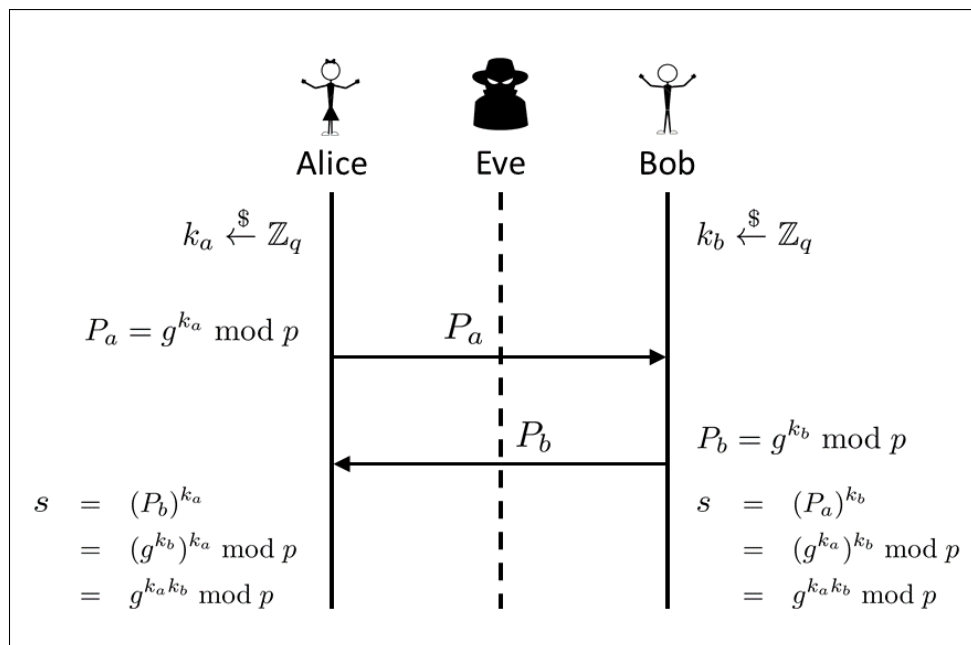 Alice Eve Bob
k_a $← ℤ_q k_b $← ℤ_q
P_a = g^{k_a} mod p P_a
P_b P_b = g^{k_b} mod p
s = (P_b)^{k_a} s = (P_a)^{k_b}
= (g^{k_b})^{k_a} mod p = (g^{k_a})^{k_b} mod p
= g^{k_a k_b} mod p = g^{k_a k_b} mod p